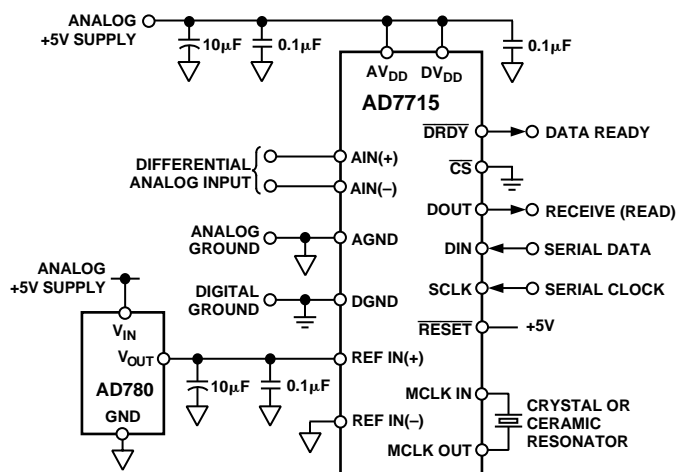 ANALOG
+5V SUPPLY
10μF
0.1μF
0.1μF
AVDD
DVDD
AD7715
DRDY
DATA READY
DIFFERENTIAL
ANALOG INPUT
AIN(+)
AIN(–)
CS
DOUT
RECEIVE (READ)
ANALOG
GROUND
AGND
DIN
SERIAL DATA
ANALOG
+5V SUPPLY
DIGITAL
GROUND
DGND
SCLK
SERIAL CLOCK
RESET
+5V
VIN
VOUT
AD780
GND
10μF
0.1μF
REF IN(+)
REF IN(–)
MCLK IN
MCLK OUT
CRYSTAL OR
CERAMIC
RESONATOR